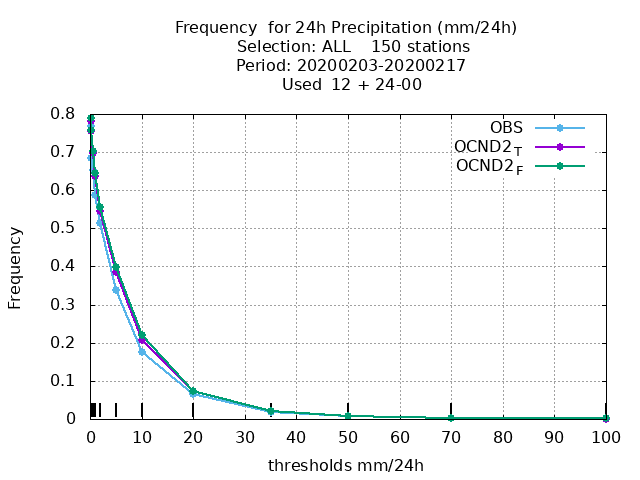 Frequency  for 24h Precipitation (mm/24h)
Selection: ALL    150 stations
Period: 20200203-20200217
Used  12 + 24-00
OBS
OCND2T
OCND2F
Frequency
0.8
0.7
0.6
0.5
0.4
0.3
0.2
0.1
0
0 10 20 30 40 50 60 70 80 90 100
thresholds mm/24h